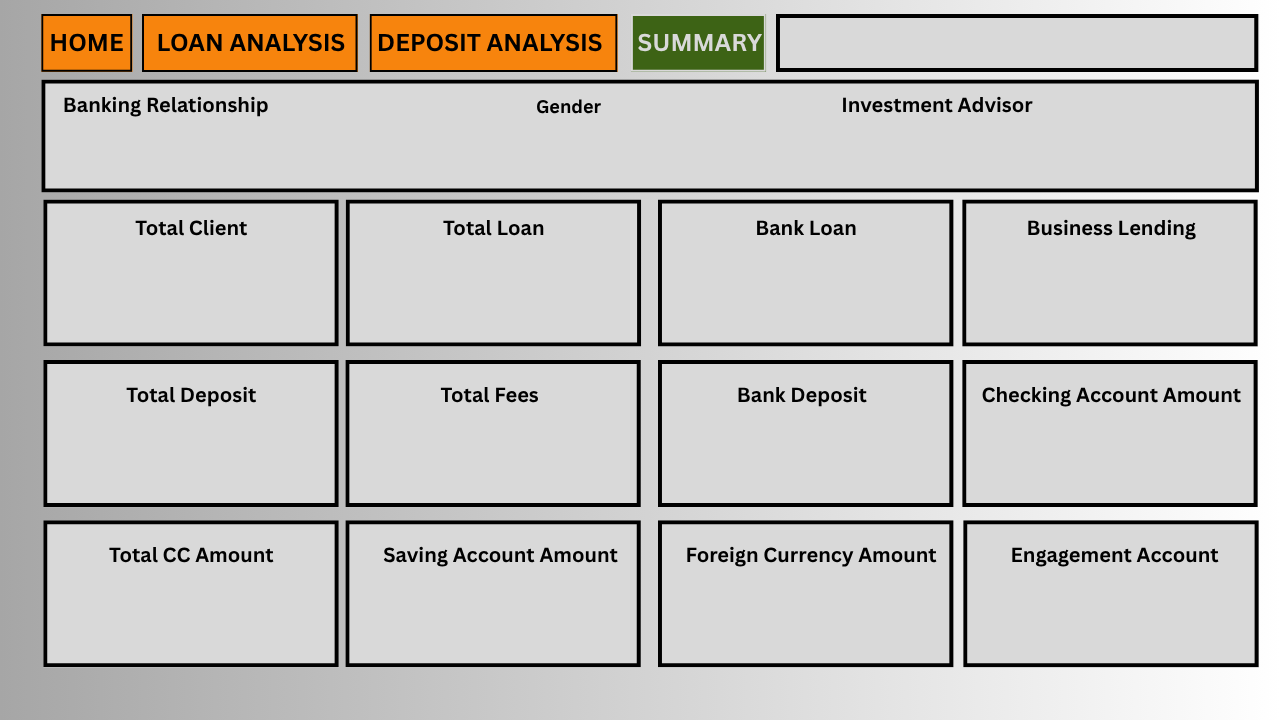 HOME LOAN ANALYSIS DEPOSIT ANALYSIS SUMMARY
Banking Relationship Gender Investment Advisor
Total Client Total Loan Bank Loan Business Lending
Total Deposit Total Fees Bank Deposit Checking Account Amount
Total CC Amount Saving Account Amount Foreign Currency Amount Engagement Account